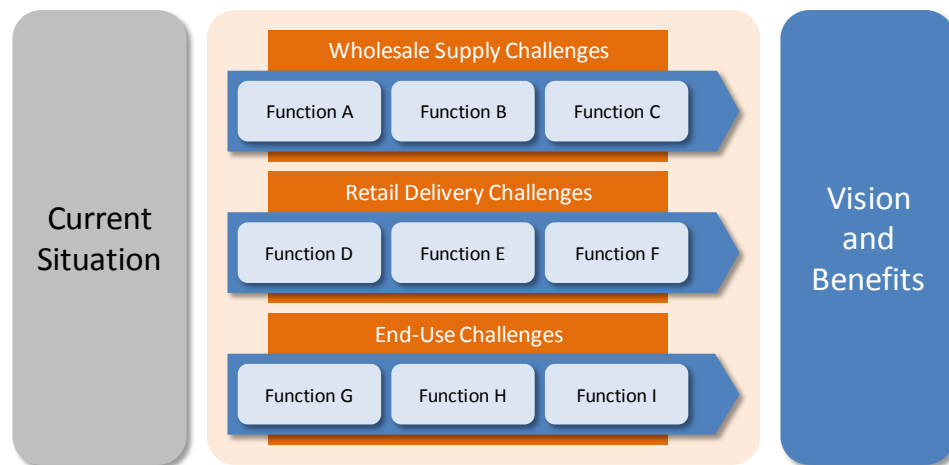 Current
Situation
Wholesale Supply Challenges
Function A
Function B
Function C
Retail Delivery Challenges
Function D
Function E
Function F
End-Use Challenges
Function G
Function H
Function I
Vision
and
Benefits